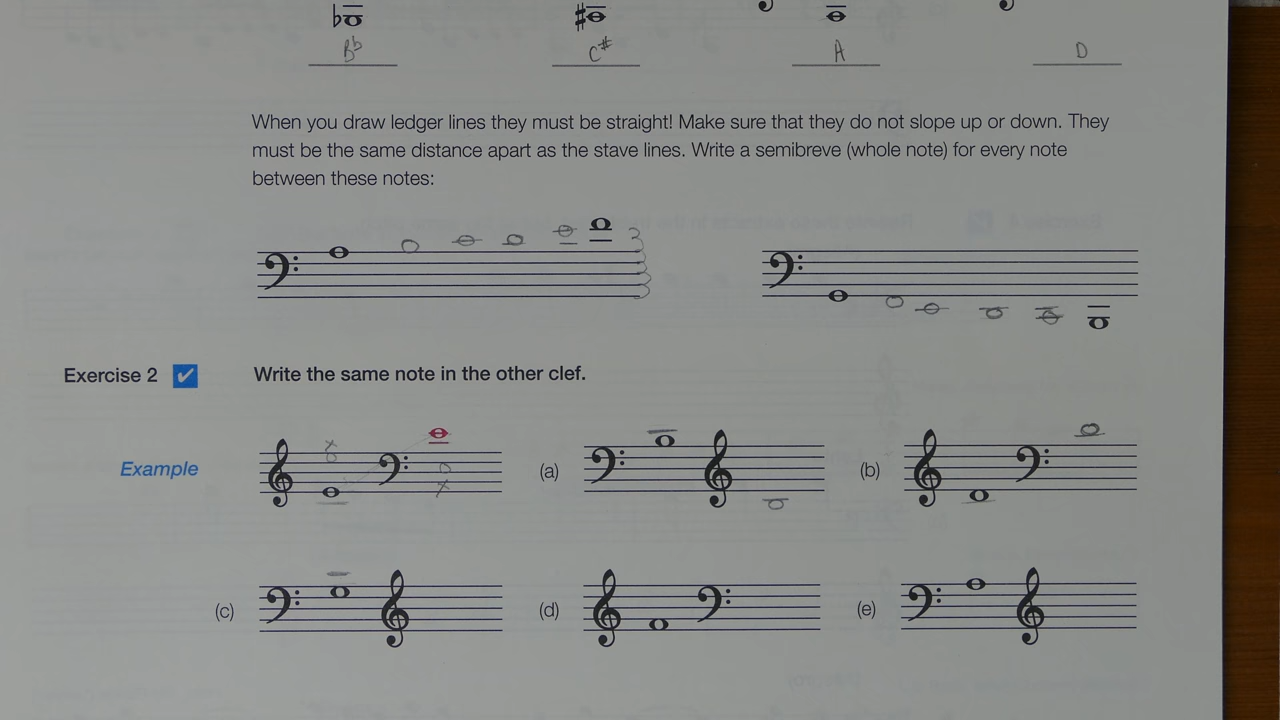 B♭ C♯ A D
When you draw ledger lines they must be straight! Make sure that they do not slope up or down. They
must be the same distance apart as the stave lines. Write a semibreve (whole note) for every note
between these notes:
Exercise 2 Write the same note in the other clef.
Example (a) (b)
(c) (d) (e)